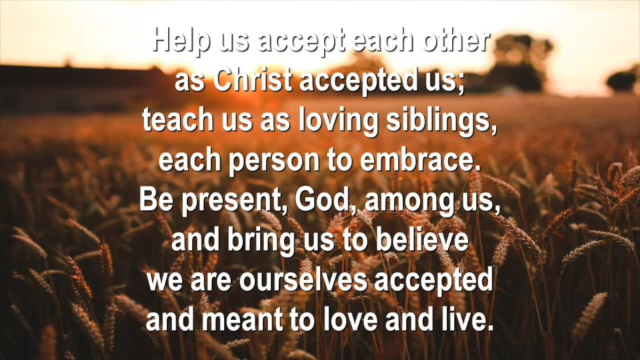 Help us accept each other
as Christ accepted us;
teach us as loving siblings,
each person to embrace.
Be present, God, among us,
and bring us to believe
we are ourselves accepted
and meant to love and live.